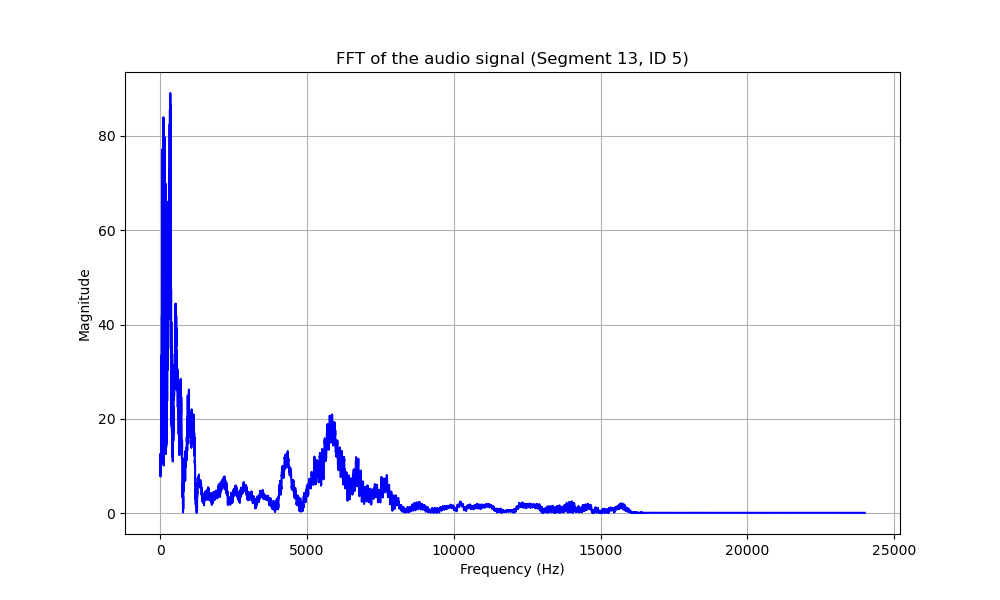 FFT of the audio signal (Segment 13, ID 5)
80
60
40
20
0
Magnitude
0 5000 10000 15000 20000 25000
Frequency (Hz)